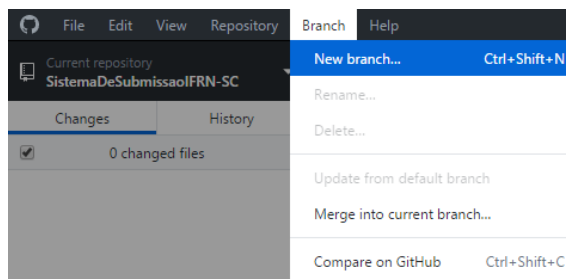 File Edit View Repository Branch Help
Current repository
SistemaDeSubmissaoIFRN-SC
Changes History
0 changed files
New branch... Ctrl+Shift+N
Rename...
Delete...
Update from default branch
Merge into current branch...
Compare on GitHub Ctrl+Shift+C